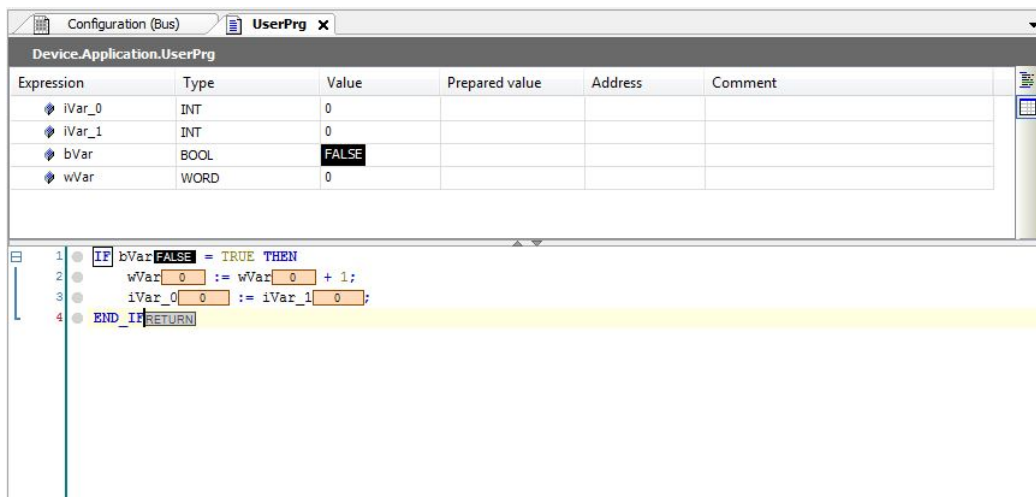 Configuration (Bus) UserPrg
Device.Application.UserPrg
Expression Type Value Prepared value Address Comment
iVar_0 INT 0
iVar_1 INT 0
bVar BOOL FALSE
wVar WORD 0
1 IF bVar FALSE = TRUE THEN
2 wVar 0 := wVar 0 + 1;
3 iVar_0 0 := iVar_1 0 ;
4 END_IF RETURN